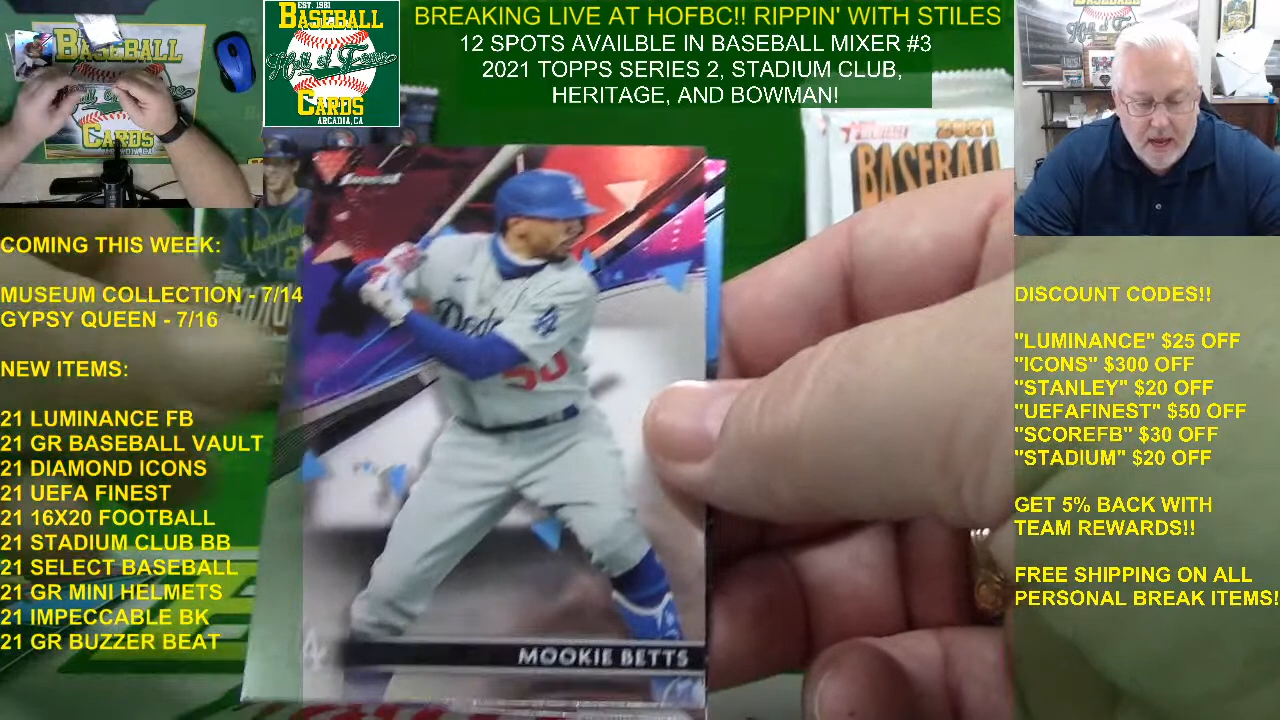 EST. 1981
BASEBALL
Hall of Fame
CARDS
ARCADIA, CA
BREAKING LIVE AT HOFBC!! RIPPIN' WITH STILES
12 SPOTS AVAILBLE IN BASEBALL MIXER #3
2021 TOPPS SERIES 2, STADIUM CLUB,
HERITAGE, AND BOWMAN!
BASEBALL
CARDS
COMING THIS WEEK:
MUSEUM COLLECTION - 7/14
GYPSY QUEEN - 7/16
NEW ITEMS:
21 LUMINANCE FB
21 GR BASEBALL VAULT
21 DIAMOND ICONS
21 UEFA FINEST
21 16X20 FOOTBALL
21 STADIUM CLUB BB
21 SELECT BASEBALL
21 GR MINI HELMETS
21 IMPECCABLE BK
21 GR BUZZER BEAT
Finest
Dodg
50
MOOKIE BETTS
2021
BASEBALL
DISCOUNT CODES!!
"LUMINANCE" $25 OFF
"ICONS" $300 OFF
"STANLEY" $20 OFF
"UEFAFINEST" $50 OFF
"SCOREFB" $30 OFF
"STADIUM" $20 OFF
GET 5% BACK WITH
TEAM REWARDS!!
FREE SHIPPING ON ALL
PERSONAL BREAK ITEMS!